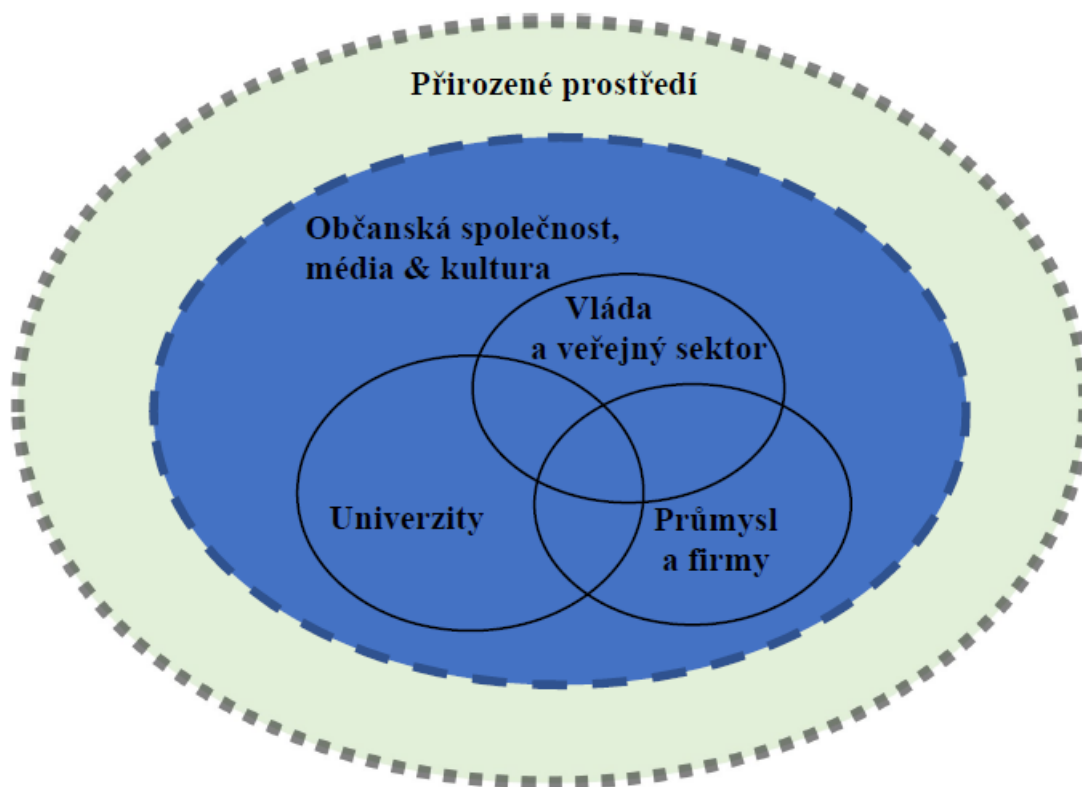 Přirozené prostředí
Občanská společnost,
média & kultura
Vláda
a veřejný sektor
Univerzity
Průmysl
a firmy